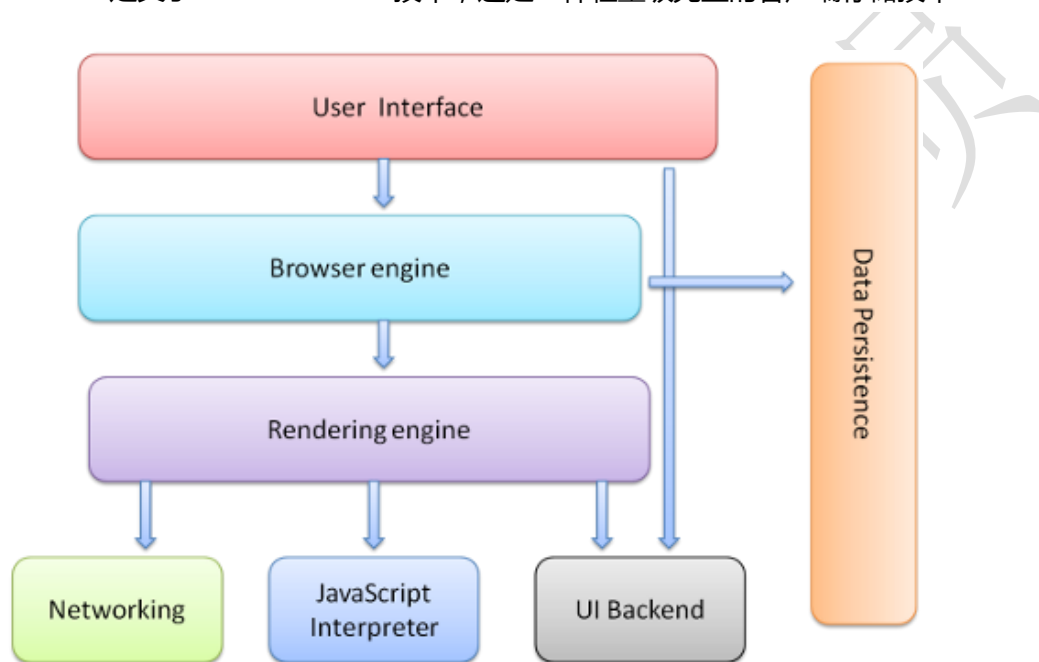 User Interface
Browser engine
Rendering engine
Networking
JavaScript
Interpreter
UI Backend
Data Persistence